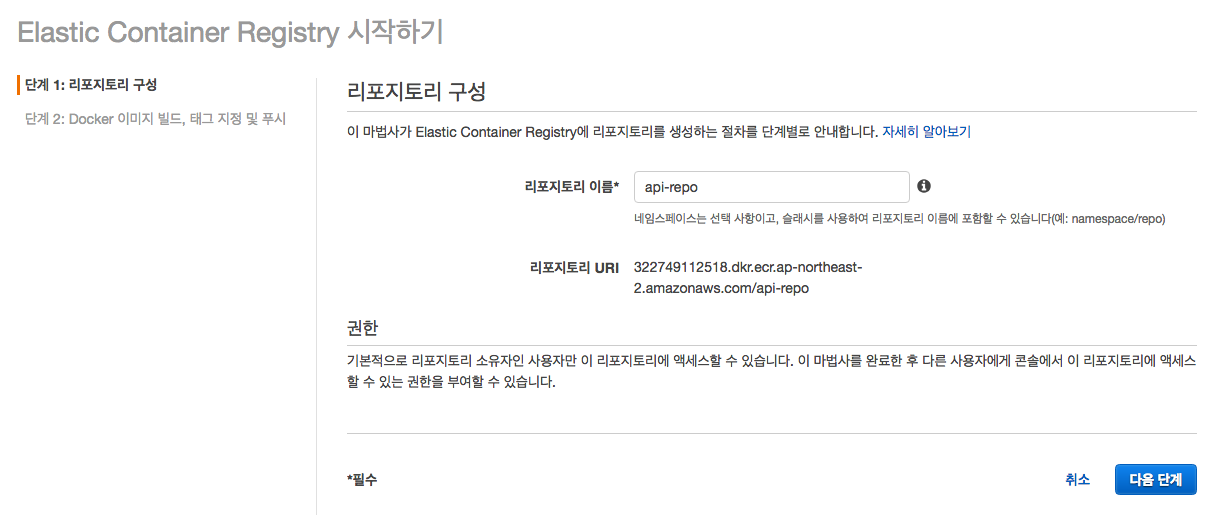 Elastic Container Registry 시작하기
단계 1: 리포지토리 구성
단계 2: Docker 이미지 빌드, 태그 지정 및 푸시
리포지토리 구성
이 마법사가 Elastic Container Registry에 리포지토리를 생성하는 절차를 단계별로 안내합니다. 자세히 알아보기
리포지토리 이름* api-repo
네임스페이스는 선택 사항이고, 슬래시를 사용하여 리포지토리 이름에 포함할 수 있습니다(예: namespace/repo)
리포지토리 URI 322749112518.dkr.ecr.ap-northeast-
2.amazonaws.com/api-repo
권한
기본적으로 리포지토리 소유자인 사용자만 이 리포지토리에 액세스할 수 있습니다. 이 마법사를 완료한 후 다른 사용자에게 콘솔에서 이 리포지토리에 액세스
할 수 있는 권한을 부여할 수 있습니다.
*필수
취소 다음 단계